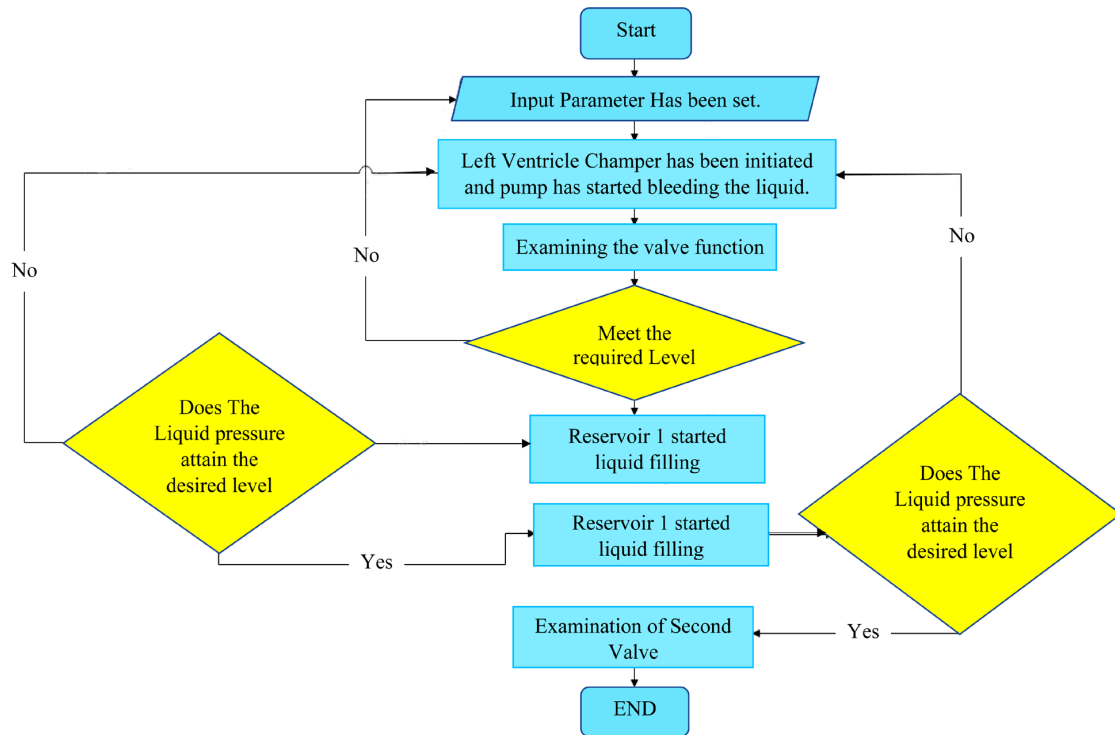 Start
Input Parameter Has been set.
Left Ventricle Champer has been initiated
and pump has started bleeding the liquid.
Examining the valve function
No
No
No
Meet the
required Level
Does The
Liquid pressure
attain the
desired level
Reservoir 1 started
liquid filling
Does The
Liquid pressure
attain the
desired level
Reservoir 1 started
liquid filling
Yes
Examination of Second
Valve
Yes
END